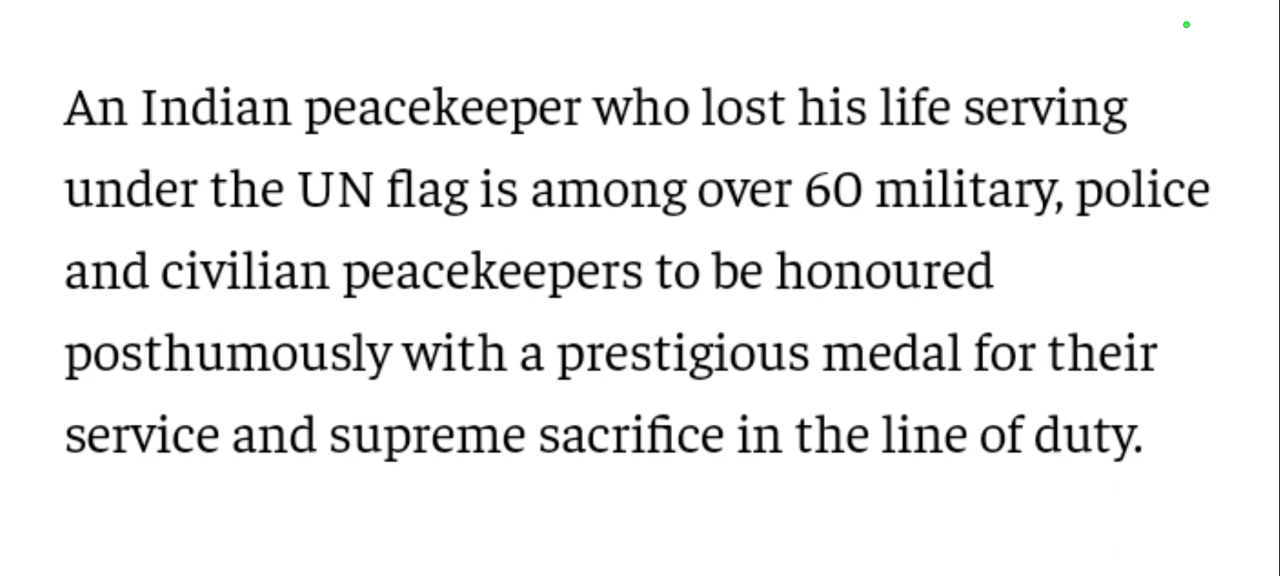 An Indian peacekeeper who lost his life serving
under the UN flag is among over 60 military, police
and civilian peacekeepers to be honoured
posthumously with a prestigious medal for their
service and supreme sacrifice in the line of duty.